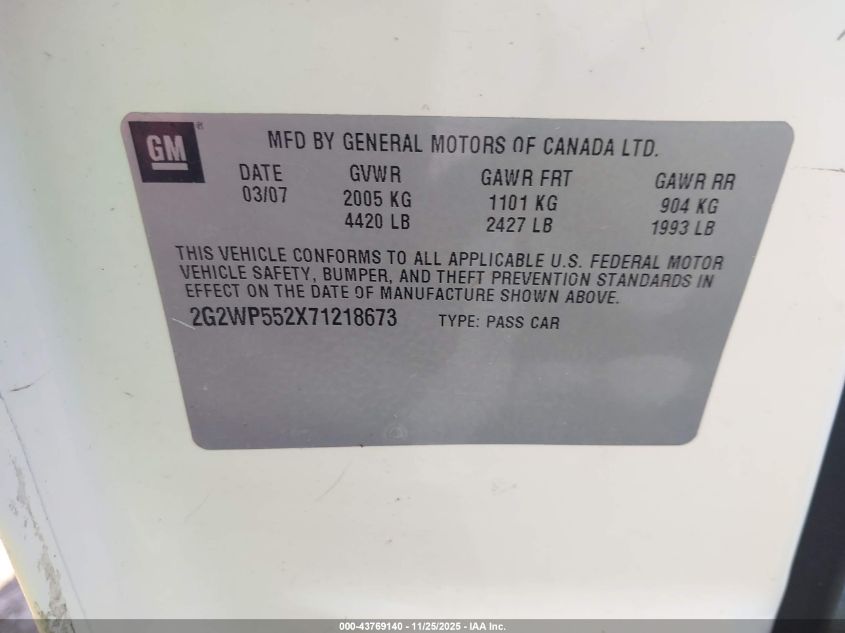 GM
MFD BY GENERAL MOTORS OF CANADA LTD.
DATE GVWR GAWR FRT GAWR RR
03/07 2005 KG 1101 KG 904 KG
4420 LB 2427 LB 1993 LB
THIS VEHICLE CONFORMS TO ALL APPLICABLE U.S. FEDERAL MOTOR
VEHICLE SAFETY, BUMPER, AND THEFT PREVENTION STANDARDS IN
EFFECT ON THE DATE OF MANUFACTURE SHOWN ABOVE.
2G2WP552X71218673 TYPE: PASS CAR
000-43769140 - 11/25/2025 - IAA Inc.